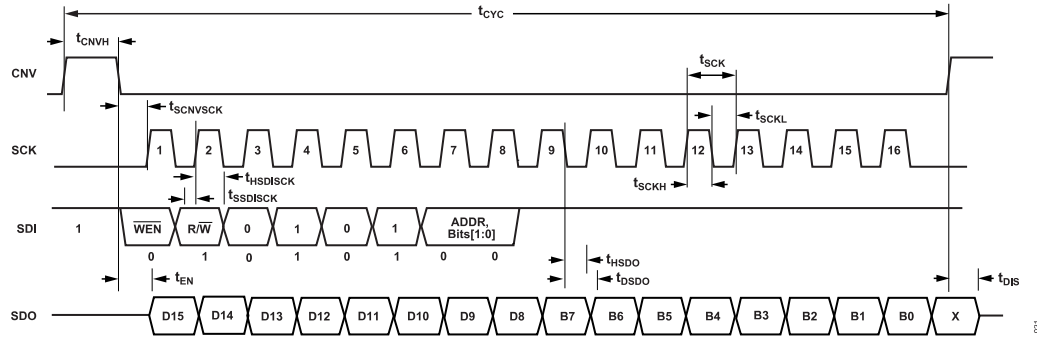 tCYC
tCNVH
CNV
tSCK
tSCNVSCK
tSCKL
SCK 1 2 3 4 5 6 7 8 9 10 11 12 13 14 15 16
tHSDISCK
tSCKH
tSSDISCK
SDI 1 WEN R/W 0 1 0 1 ADDR,
Bits[1:0]
0 1 0 1 0 1 0 0
tHSDO
tEN
tDSDO
tDIS
SDO D15 D14 D13 D12 D11 D10 D9 D8 B7 B6 B5 B4 B3 B2 B1 B0 X